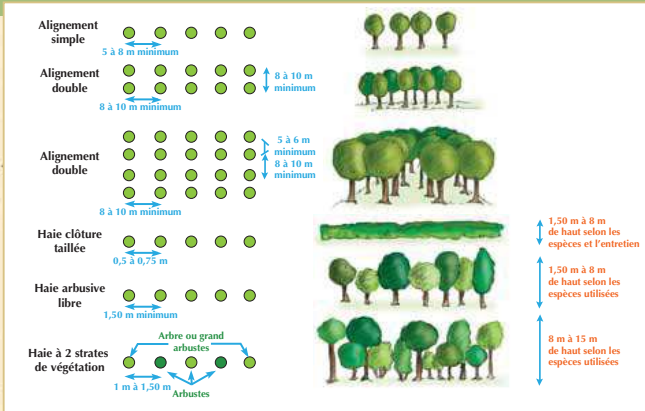 Alignement
simple
5 à 8 m minimum
Alignement
double
8 à 10 m
minimum
8 à 10 m minimum
Alignement
double
5 à 6 m
minimum
8 à 10 m
minimum
8 à 10 m minimum
Haie clôture
taillée
0,5 à 0,75 m
1,50 m à 8 m
de haut selon les
espèces et l'entretien
Haie arbusive
libre
1,50 m minimum
1,50 m à 8 m
de haut selon les
espèces utilisées
Haie à 2 strates
de végétation
Arbre ou grand
arbustes
1 m à 1,50 m
Arbustes
8 m à 15 m
de haut selon les
espèces utilisées